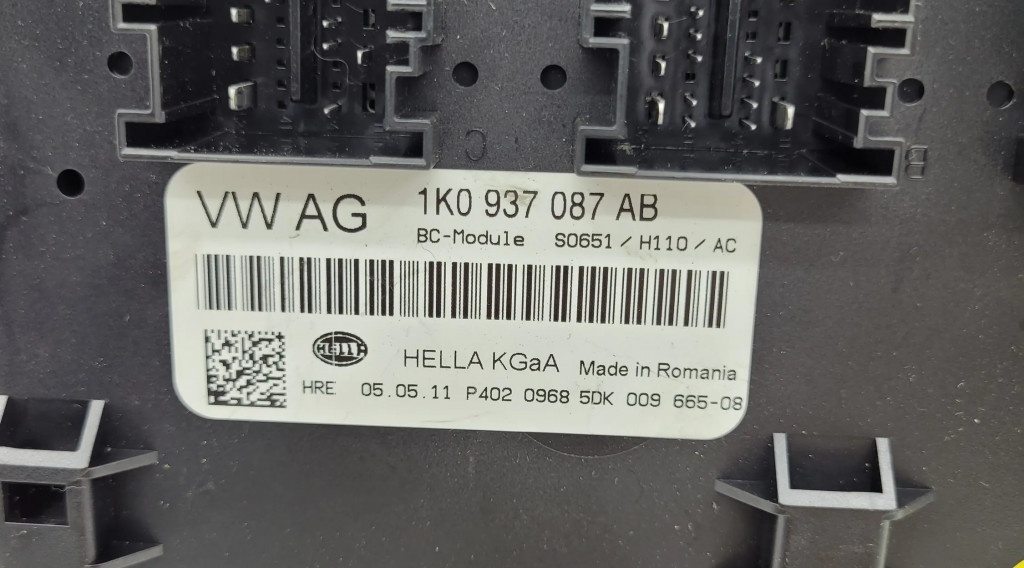 C
B
VW AG 1K0 937 087 AB
BC-Module S0651 / H110 / AC
HELLA HELLA KGaA Made in Romania
HRE 05.05.11 P402 0968 5DK 009 665-08